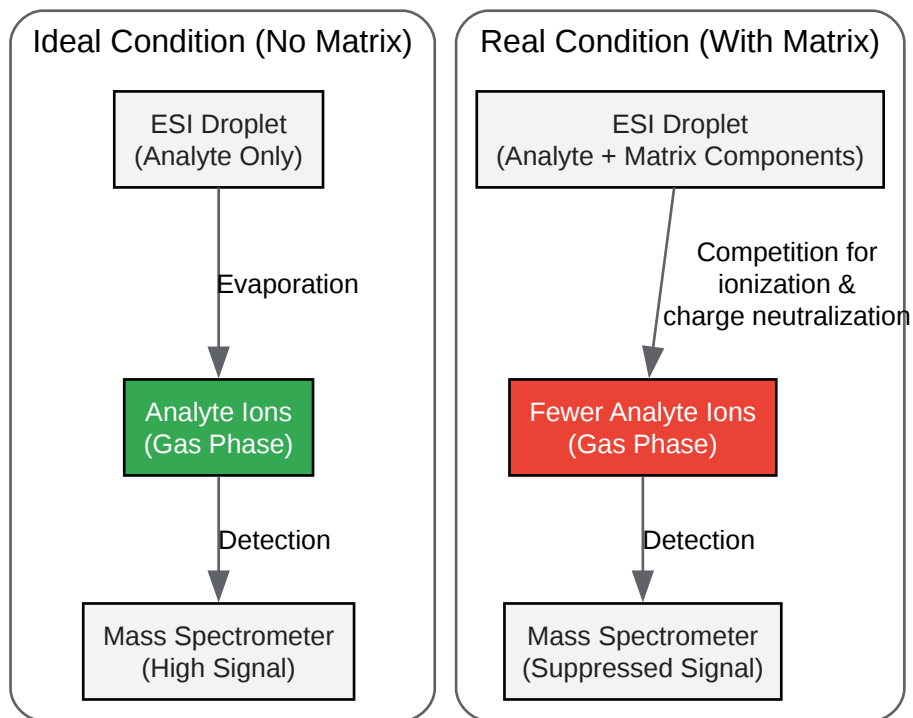 Ideal Condition (No Matrix)
ESI Droplet
(Analyte Only)
Evaporation
Analyte Ions
(Gas Phase)
Detection
Mass Spectrometer
(High Signal)
Real Condition (With Matrix)
ESI Droplet
(Analyte + Matrix Components)
Competition for
ionization &
charge neutralization
Fewer Analyte Ions
(Gas Phase)
Detection
Mass Spectrometer
(Suppressed Signal)